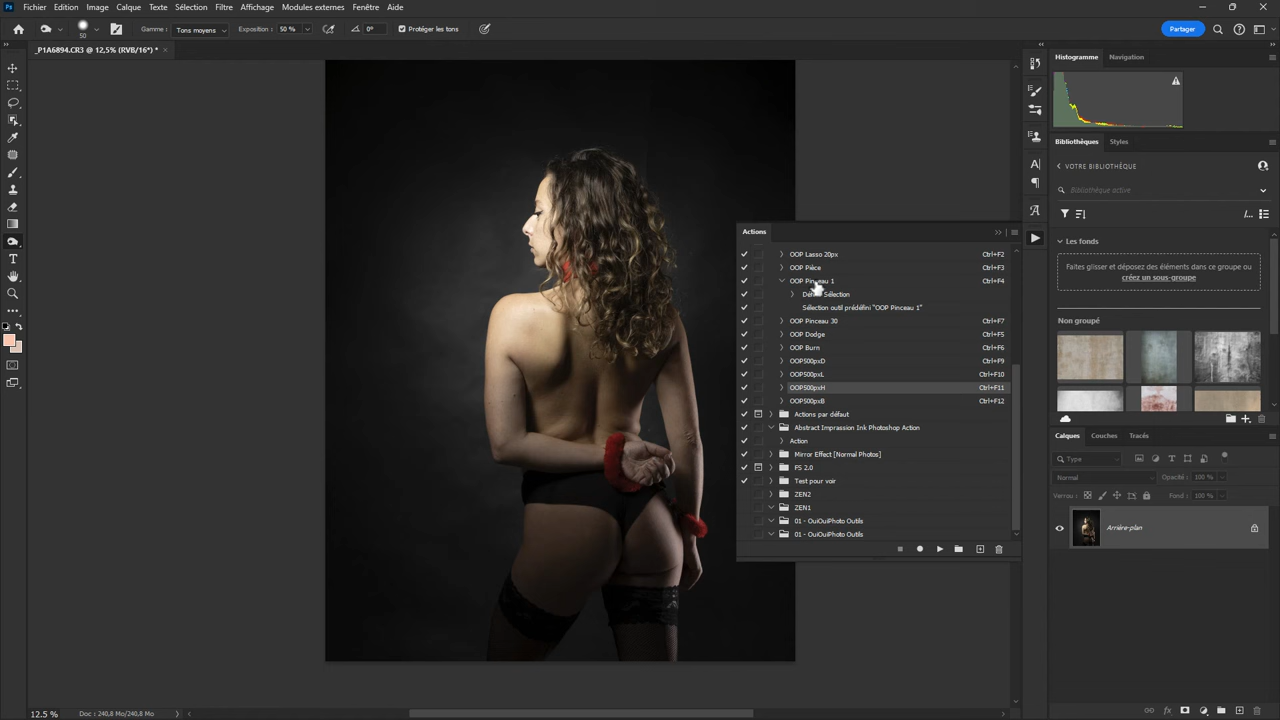 Fichier Edition Image Calque Texte Sélection Filtre Affichage Modules externes Fenêtre Aide
50 Gamme : Tons moyens Exposition : 50 % 0° Protéger les tons Partager
_P1A6894.CR3 @ 12,5% (RVB/16*) * ×
Histogramme Navigation
Bibliothèques Styles
VOTRE BIBLIOTHÈQUE
Bibliothèque active
Les fonds
Faites glisser et déposez des éléments dans ce groupe ou
créez un sous-groupe
Non groupé
Actions
OOP Lasso 20px Ctrl+F2
OOP Pièce Ctrl+F3
OOP Pinceau 1 Ctrl+F4
Sélection
Sélection outil prédéfini "OOP Pinceau 1"
OOP Pinceau 30 Ctrl+F7
OOP Dodge Ctrl+F5
OOP Burn Ctrl+F6
OOP500pxD Ctrl+F9
OOP500pxL Ctrl+F10
OOP500pxH Ctrl+F11
OOP500pxB Ctrl+F12
Actions par défaut
Abstract Impression Ink Photoshop Action
Action
Mirror Effect [Normal Photos]
FS 2.0
Test pour voir
ZEN2
ZEN1
01 - OuiOuiPhoto Outils
01 - OuiOuiPhoto Outils
Calques Couches Tracés
Type
Normal Opacité : 100 %
Verrou : Fond : 100 %
Arrière-plan
12,5 % Doc : 240,8 Mo/240,8 Mo